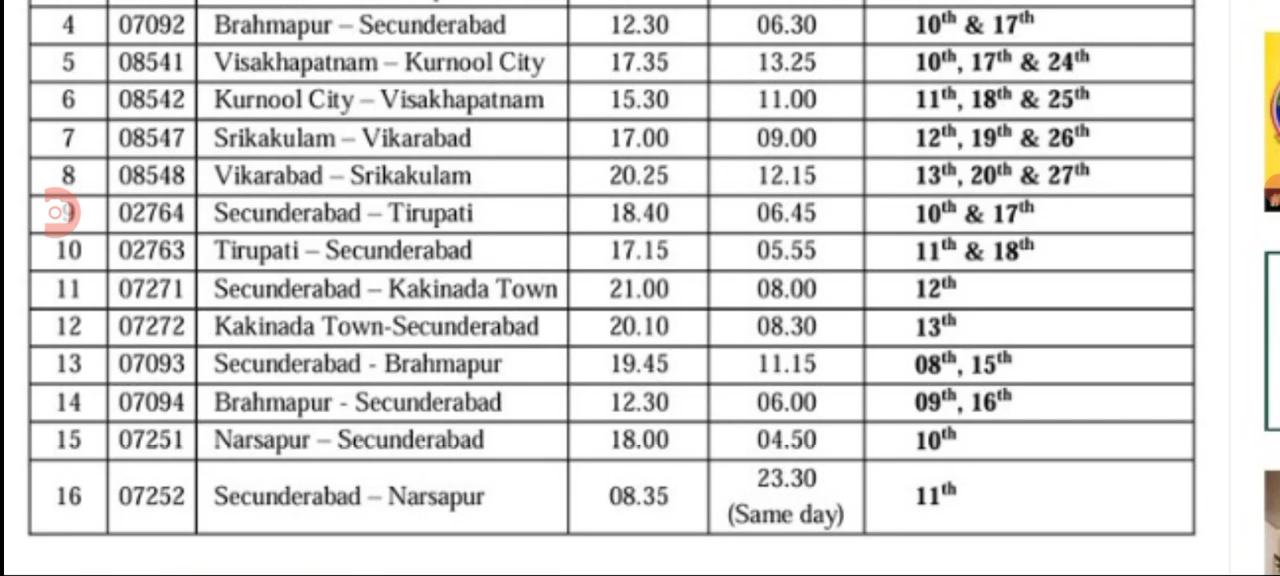 4 07092 Brahmapur – Secunderabad 12.30 06.30 10th & 17th
5 08541 Visakhapatnam – Kurnool City 17.35 13.25 10th, 17th & 24th
6 08542 Kurnool City – Visakhapatnam 15.30 11.00 11th, 18th & 25th
7 08547 Srikakulam – Vikarabad 17.00 09.00 12th, 19th & 26th
8 08548 Vikarabad – Srikakulam 20.25 12.15 13th, 20th & 27th
9 02764 Secunderabad – Tirupati 18.40 06.45 10th & 17th
10 02763 Tirupati – Secunderabad 17.15 05.55 11th & 18th
11 07271 Secunderabad – Kakinada Town 21.00 08.00 12th
12 07272 Kakinada Town-Secunderabad 20.10 08.30 13th
13 07093 Secunderabad - Brahmapur 19.45 11.15 08th, 15th
14 07094 Brahmapur - Secunderabad 12.30 06.00 09th, 16th
15 07251 Narsapur – Secunderabad 18.00 04.50 10th
16 07252 Secunderabad – Narsapur 08.35 23.30 11th
(Same day)